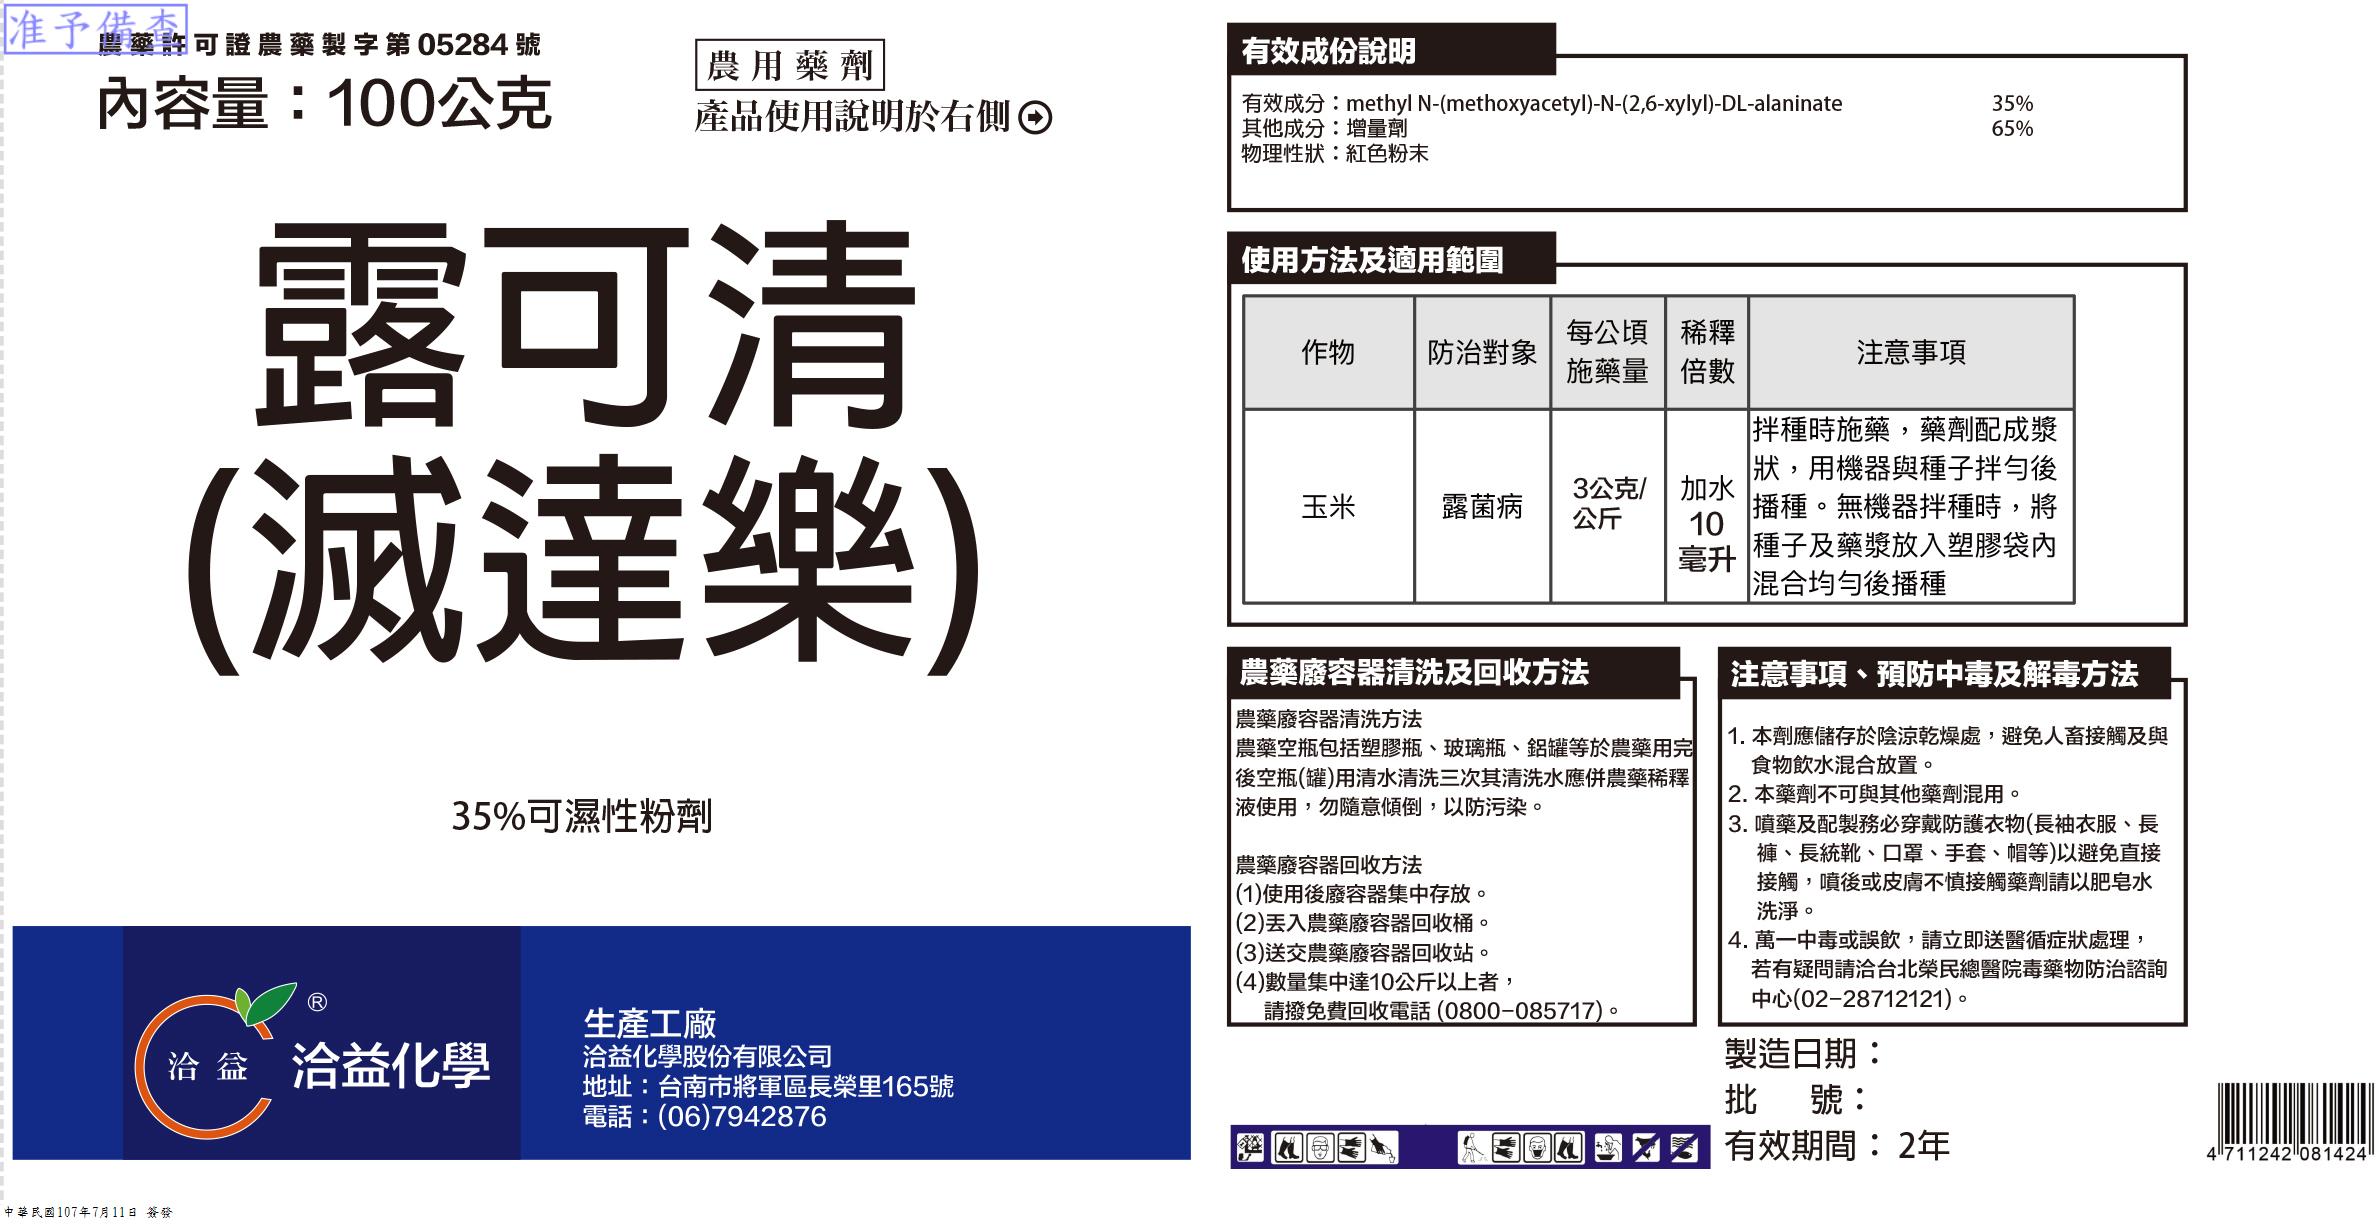 准予備查
農藥許可證農藥製字第05284號
內容量：100公克
農用藥劑
產品使用說明於右側
露可清
(滅達樂)
35%可濕性粉劑
洽益
®
洽益化學
生產工廠
洽益化學股份有限公司
地址：台南市將軍區長榮里165號
電話：(06)7942876
中華民國107年7月11日 簽發
有效成份說明
有效成分：methyl N-(methoxyacetyl)-N-(2,6-xylyl)-DL-alaninate 35%
其他成分：增量劑 65%
物理性狀：紅色粉末
使用方法及適用範圍
作物 防治對象 每公頃施藥量 稀釋倍數 注意事項
玉米 露菌病 3公克/公斤 加水10毫升
拌種時施藥，藥劑配成漿
狀，用機器與種子拌勻後
播種。無機器拌種時，將
種子及藥漿放入塑膠袋內
混合均勻後播種
農藥廢容器清洗及回收方法
農藥廢容器清洗方法
農藥空瓶包括塑膠瓶、玻璃瓶、鋁罐等於農藥用完
後空瓶(罐)用清水清洗三次其清洗水應併農藥稀釋
液使用，勿隨意傾倒，以防污染。
農藥廢容器回收方法
(1)使用後廢容器集中存放。
(2)丟入農藥廢容器回收桶。
(3)送交農藥廢容器回收站。
(4)數量集中達10公斤以上者，
請撥免費回收電話 (0800-085717)。
注意事項、預防中毒及解毒方法
1. 本劑應儲存於陰涼乾燥處，避免人畜接觸及與
食物飲水混合放置。
2. 本藥劑不可與其他藥劑混用。
3. 噴藥及配製務必穿戴防護衣物(長袖衣服、長
褲、長統靴、口罩、手套、帽等)以避免直接
接觸，噴後或皮膚不慎接觸藥劑請以肥皂水
洗淨。
4. 萬一中毒或誤飲，請立即送醫循症狀處理，
若有疑問請洽台北榮民總醫院毒藥物防治諮詢
中心(02-28712121)。
製造日期：
批 號：
有效期間：2年
4 711242 081424